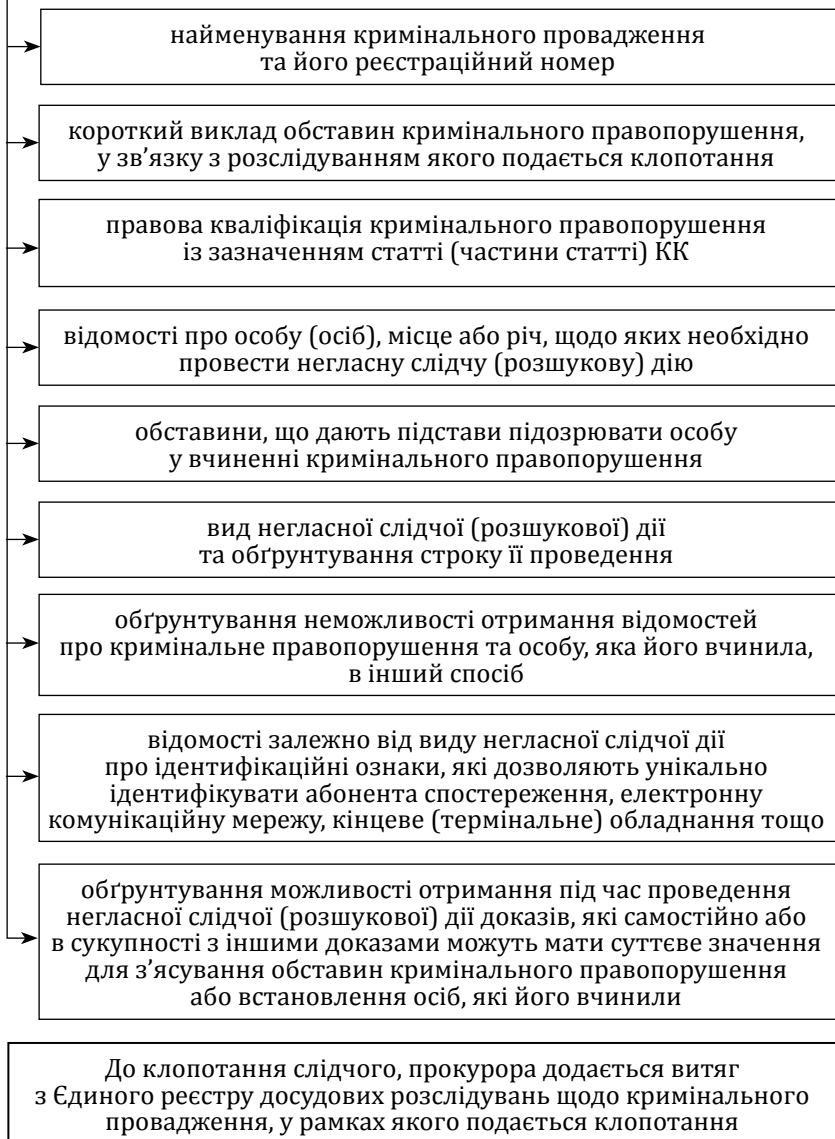 найменування кримінального провадження
та його реєстраційний номер
короткий виклад обставин кримінального правопорушення,
у зв’язку з розслідуванням якого подається клопотання
правова кваліфікація кримінального правопорушення
із зазначенням статті (частини статті) КК
відомості про особу (осіб), місце або річ, щодо яких необхідно
провести негласну слідчу (розшукову) дію
обставини, що дають підстави підозрювати особу
у вчиненні кримінального правопорушення
вид негласної слідчої (розшукової) дії
та обґрунтування строку її проведення
обґрунтування неможливості отримання відомостей
про кримінальне правопорушення та особу, яка його вчинила,
в інший спосіб
відомості залежно від виду негласної слідчої дії
про ідентифікаційні ознаки, які дозволяють унікально
ідентифікувати абонента спостереження, електронну
комунікаційну мережу, кінцеве (термінальне) обладнання тощо
обґрунтування можливості отримання під час проведення
негласної слідчої (розшукової) дії доказів, які самостійно або
в сукупності з іншими доказами можуть мати суттєве значення
для з’ясування обставин кримінального правопорушення
або встановлення осіб, які його вчинили
До клопотання слідчого, прокурора додається витяг
з Єдиного реєстру досудових розслідувань щодо кримінального
провадження, у рамках якого подається клопотання